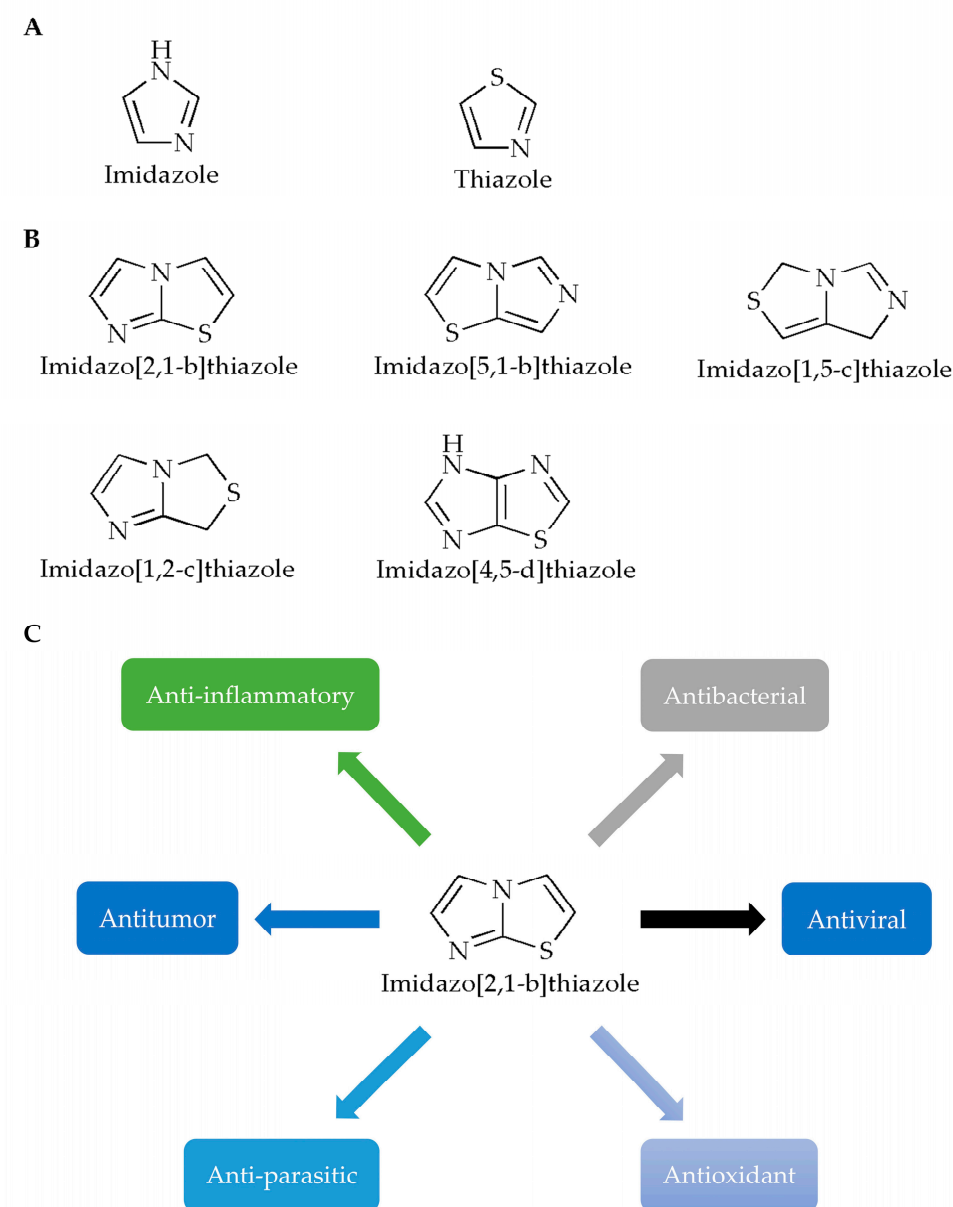 A
H
N
N
Imidazole
S
N
Thiazole
B
N
N
S
Imidazo[2,1-b]thiazole
N
N
S
Imidazo[5,1-b]thiazole
N
S
N
Imidazo[1,5-c]thiazole
N
S
N
Imidazo[1,2-c]thiazole
H
N
N
N
S
Imidazo[4,5-d]thiazole
C
Anti-inflammatory
Antibacterial
Antitumor
N
N
S
Imidazo[2,1-b]thiazole
Antiviral
Anti-parasitic
Antioxidant